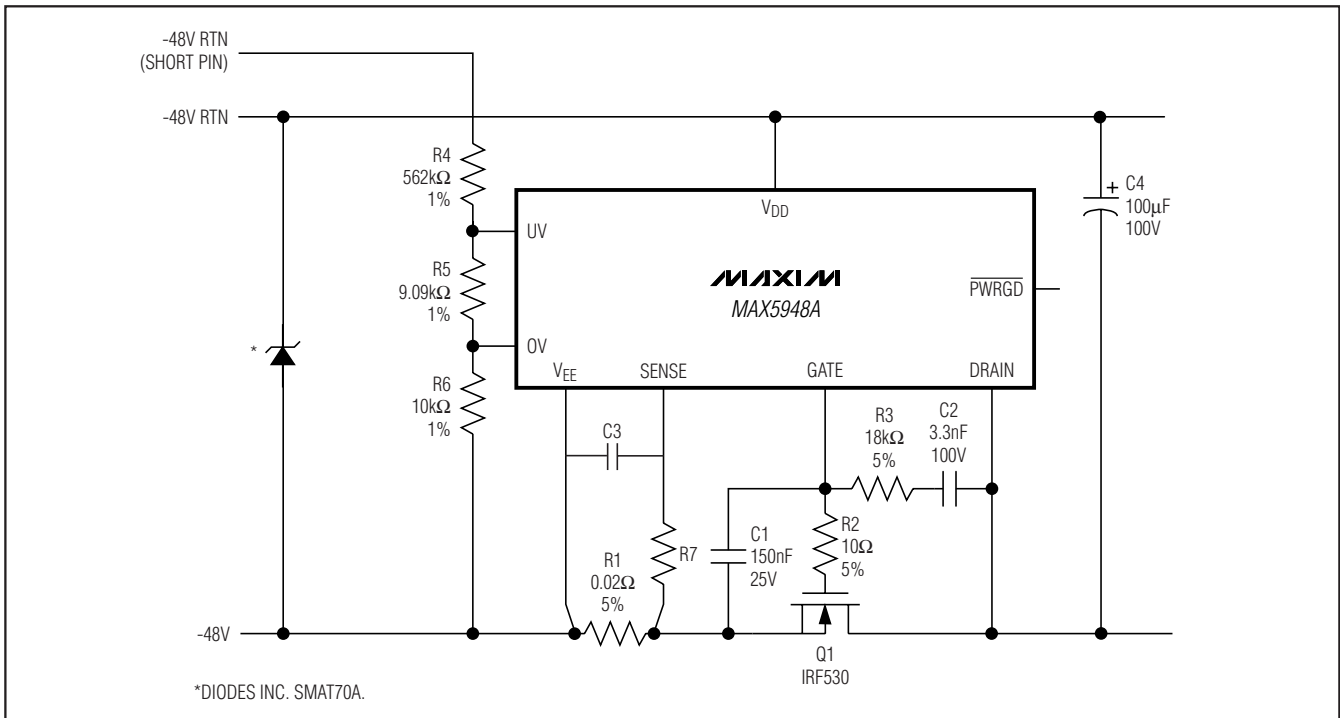 -48V RTN
(SHORT PIN)
-48V RTN
R4
562kΩ
1%
R5
9.09kΩ
1%
R6
10kΩ
1%
*
UV
OV
VDD
MAXIM
MAX5948A
PWRGD
VEE
SENSE
GATE
DRAIN
C4
+
100µF
100V
C3
R7
R1
0.02Ω
5%
C1
150nF
25V
R3
18kΩ
5%
C2
3.3nF
100V
R2
10Ω
5%
-48V
Q1
IRF530
*DIODES INC. SMAT70A.